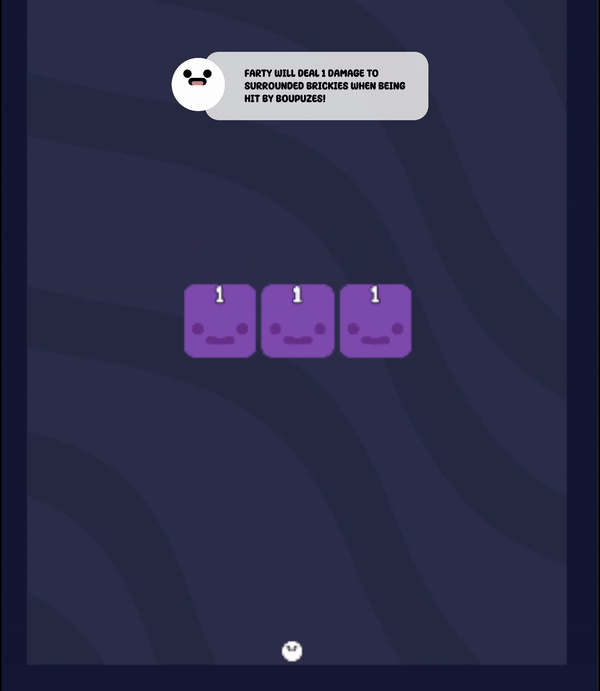 FARTY WILL DEAL 1 DAMAGE TO
SURROUNDED BRICKIES WHEN BEING
HIT BY BOUPUZES!
1 1 1